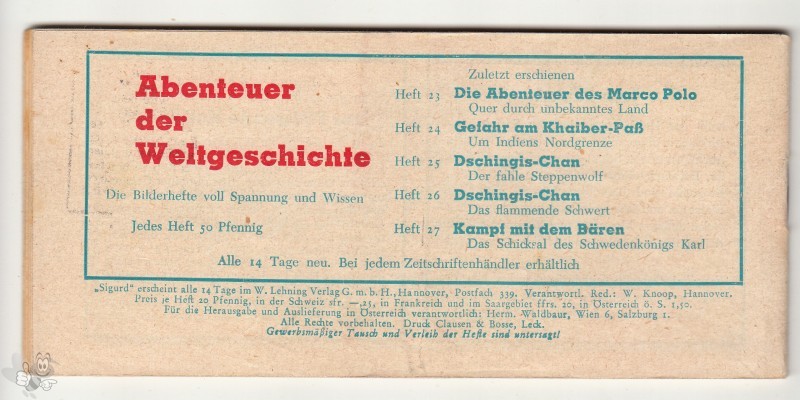 Abenteuer
der
Weltgeschichte
Die Bilderhefte voll Spannung und Wissen
Jedes Heft 50 Pfennig
Zuletzt erschienen
Heft 23 Die Abenteuer des Marco Polo
Quer durch unbekanntes Land
Heft 24 Gefahr am Khaiber-Paß
Um Indiens Nordgrenze
Heft 25 Dschingis-Chan
Der fahle Steppenwolf
Heft 26 Dschingis-Chan
Das flammende Schwert
Heft 27 Kampf mit dem Bären
Das Schicksal des Schwedenkönigs Karl
Alle 14 Tage neu. Bei jedem Zeitschriftenhändler erhältlich
„Sigurd“ erscheint alle 14 Tage im W. Lehning Verlag G. m. b. H., Hannover, Postfach 339. Verantwortl. Red.: W. Knoop, Hannover.
Preis je Heft 20 Pfennig, in der Schweiz sfr. —,25, in Frankreich und im Saargebiet ffrs. 20, in Österreich ö. S. 1,50.
Für die Herausgabe und Auslieferung in Österreich verantwortlich: Herm. Waldbaur, Wien 6, Salzburg 1.
Alle Rechte vorbehalten. Druck Clausen & Bosse, Leck.
Gewerbsmäßiger Tausch und Verleih der Hefte sind untersagt!